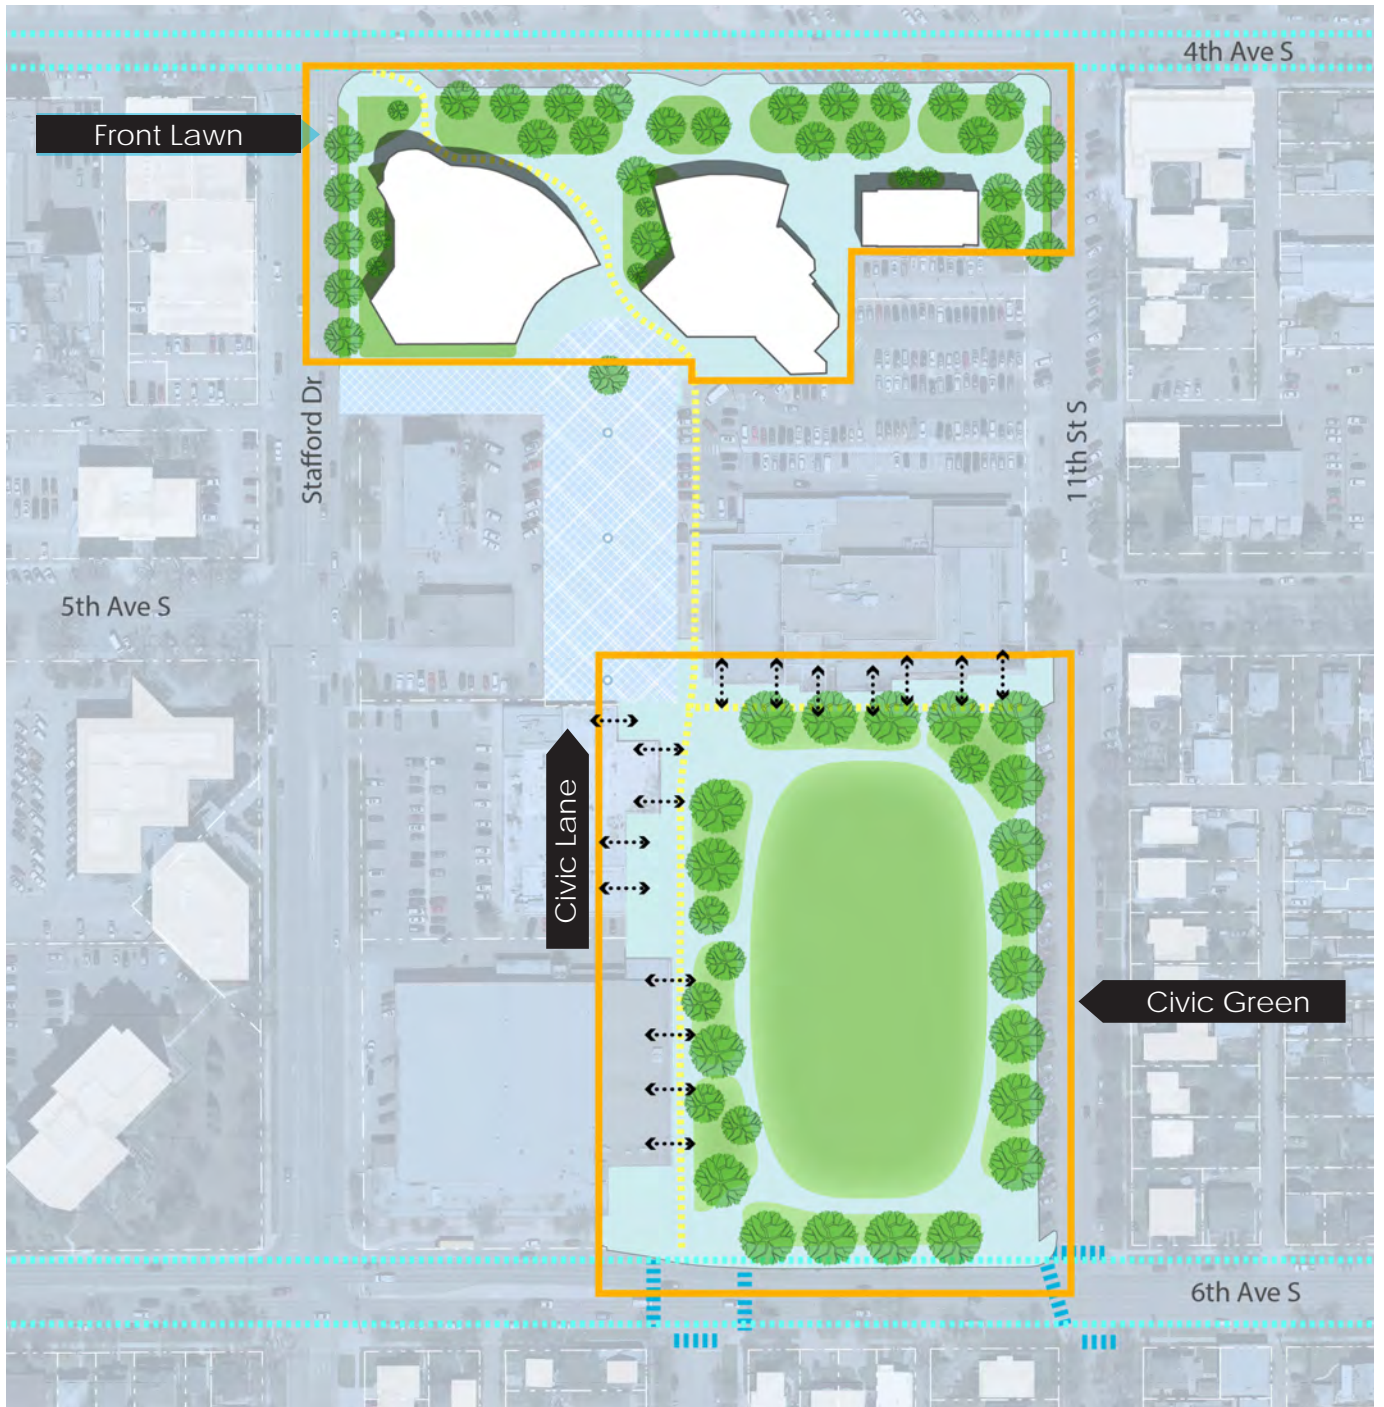 4th Ave S
Front Lawn
Stafford Dr
11th St S
5th Ave S
Civic Lane
Civic Green
6th Ave S